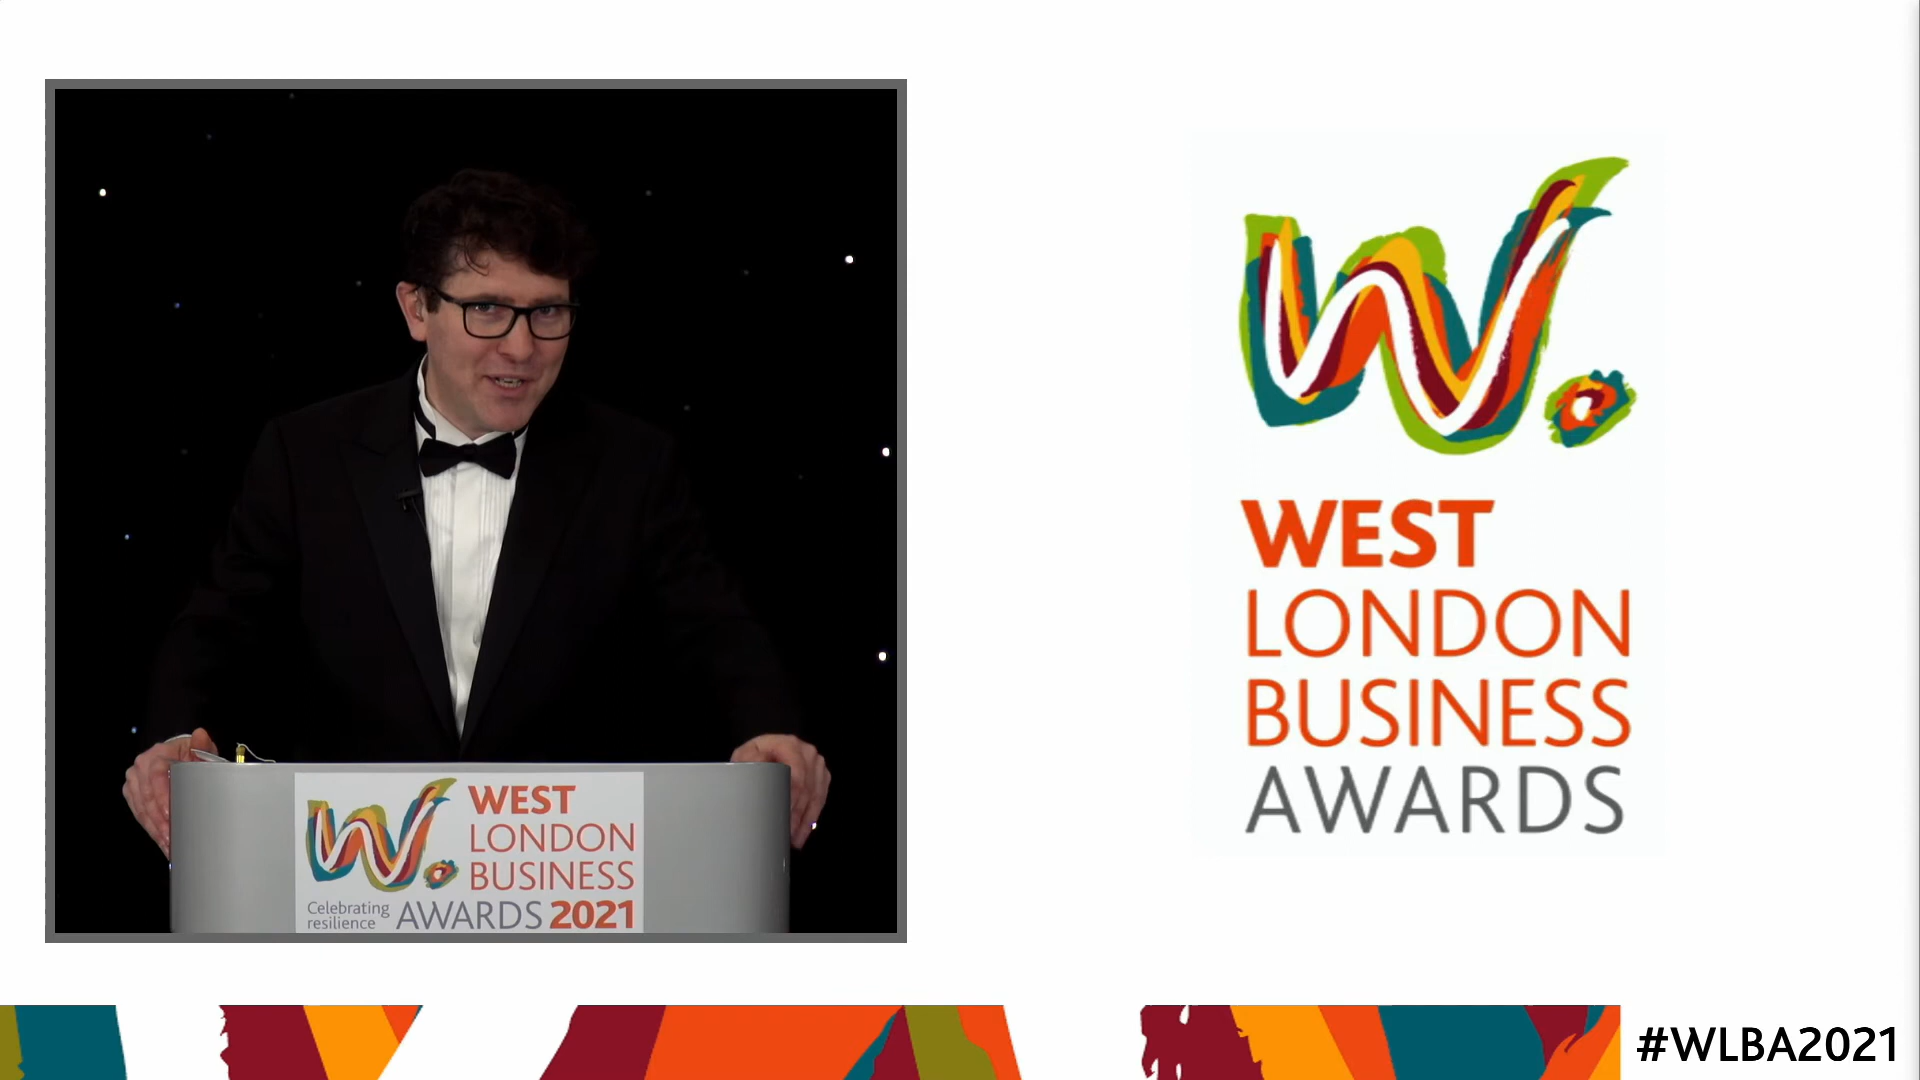 W.
WEST
LONDON
BUSINESS
AWARDS
W.
WEST
LONDON
BUSINESS
Celebrating
resilience
AWARDS 2021
#WLBA2021